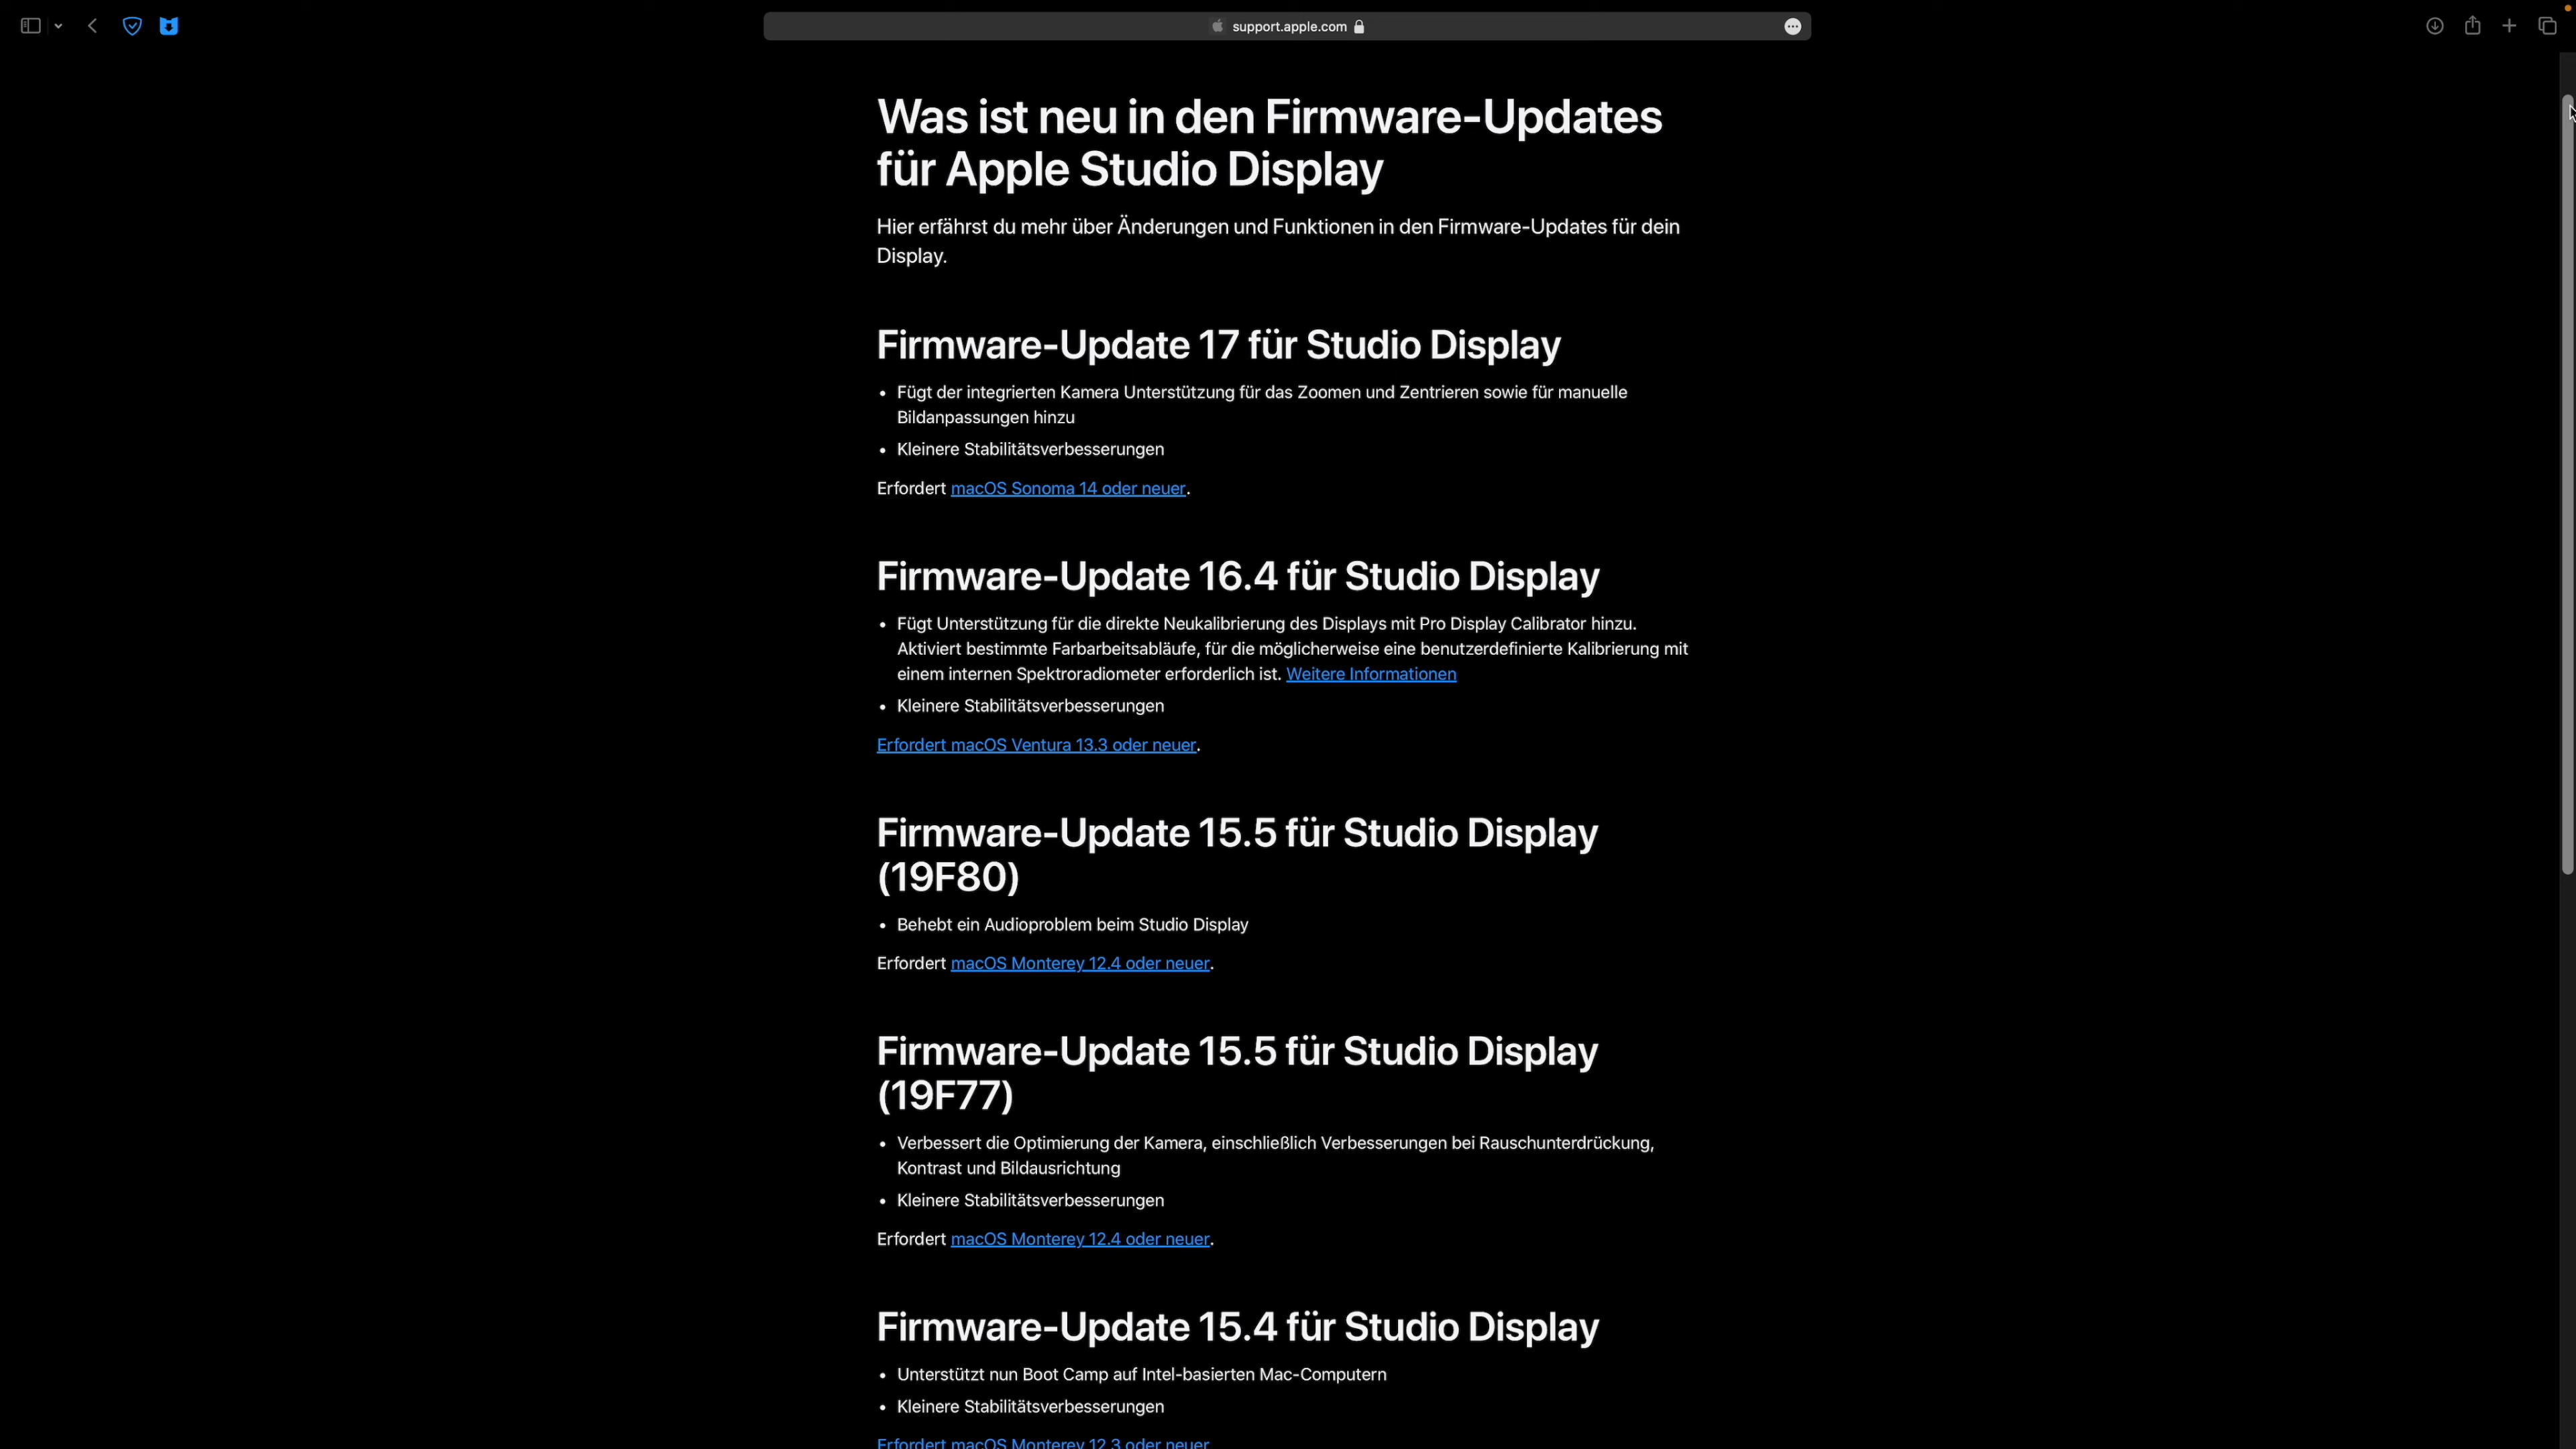 support.apple.com
Was ist neu in den Firmware-Updates
für Apple Studio Display
Hier erfährst du mehr über Änderungen und Funktionen in den Firmware-Updates für dein
Display.
Firmware-Update 17 für Studio Display
• Fügt der integrierten Kamera Unterstützung für das Zoomen und Zentrieren sowie für manuelle
Bildanpassungen hinzu
• Kleinere Stabilitätsverbesserungen
Erfordert macOS Sonoma 14 oder neuer.
Firmware-Update 16.4 für Studio Display
• Fügt Unterstützung für die direkte Neukalibrierung des Displays mit Pro Display Calibrator hinzu.
Aktiviert bestimmte Farbarbeitsabläufe, für die möglicherweise eine benutzerdefinierte Kalibrierung mit
einem internen Spektroradiometer erforderlich ist. Weitere Informationen
• Kleinere Stabilitätsverbesserungen
Erfordert macOS Ventura 13.3 oder neuer.
Firmware-Update 15.5 für Studio Display
(19F80)
• Behebt ein Audioproblem beim Studio Display
Erfordert macOS Monterey 12.4 oder neuer.
Firmware-Update 15.5 für Studio Display
(19F77)
• Verbessert die Optimierung der Kamera, einschließlich Verbesserungen bei Rauschunterdrückung,
Kontrast und Bildausrichtung
• Kleinere Stabilitätsverbesserungen
Erfordert macOS Monterey 12.4 oder neuer.
Firmware-Update 15.4 für Studio Display
• Unterstützt nun Boot Camp auf Intel-basierten Mac-Computern
• Kleinere Stabilitätsverbesserungen
Erfordert macOS Monterey 12.3 oder neuer